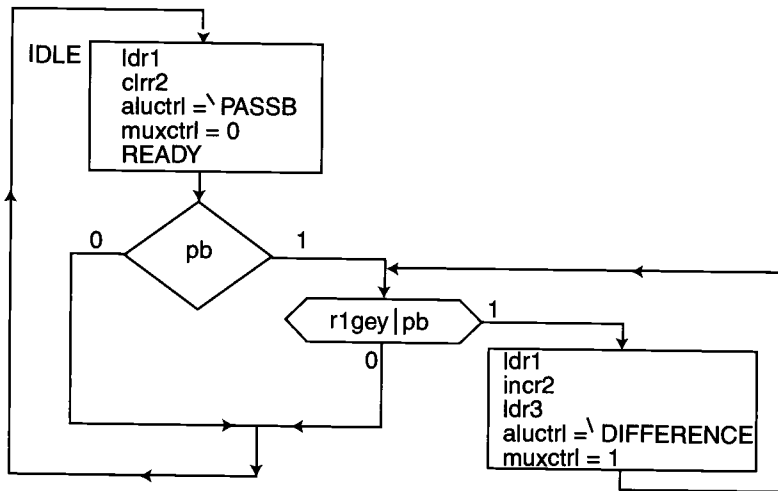 IDLE
ldr1
clrr2
aluctrl =` PASSB
muxctrl = 0
READY
0
pb
1
r1gey|pb
1
0
ldr1
incr2
ldr3
aluctrl =` DIFFERENCE
muxctrl = 1